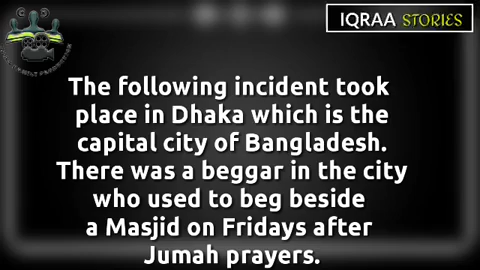 IQRAA STORIES
The following incident took
place in Dhaka which is the
capital city of Bangladesh.
There was a beggar in the city
who used to beg beside
a Masjid on Fridays after
Jumah prayers.